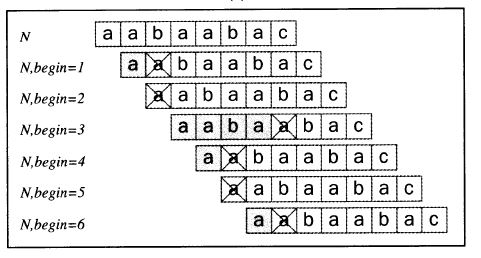 N a a b a a b a c
N,begin=1 a a b a a b a c
N,begin=2 a a b a a b a c
N,begin=3 a a b a a b a c
N,begin=4 a a b a a b a c
N,begin=5 a a b a a b a c
N,begin=6 a a b a a b a c